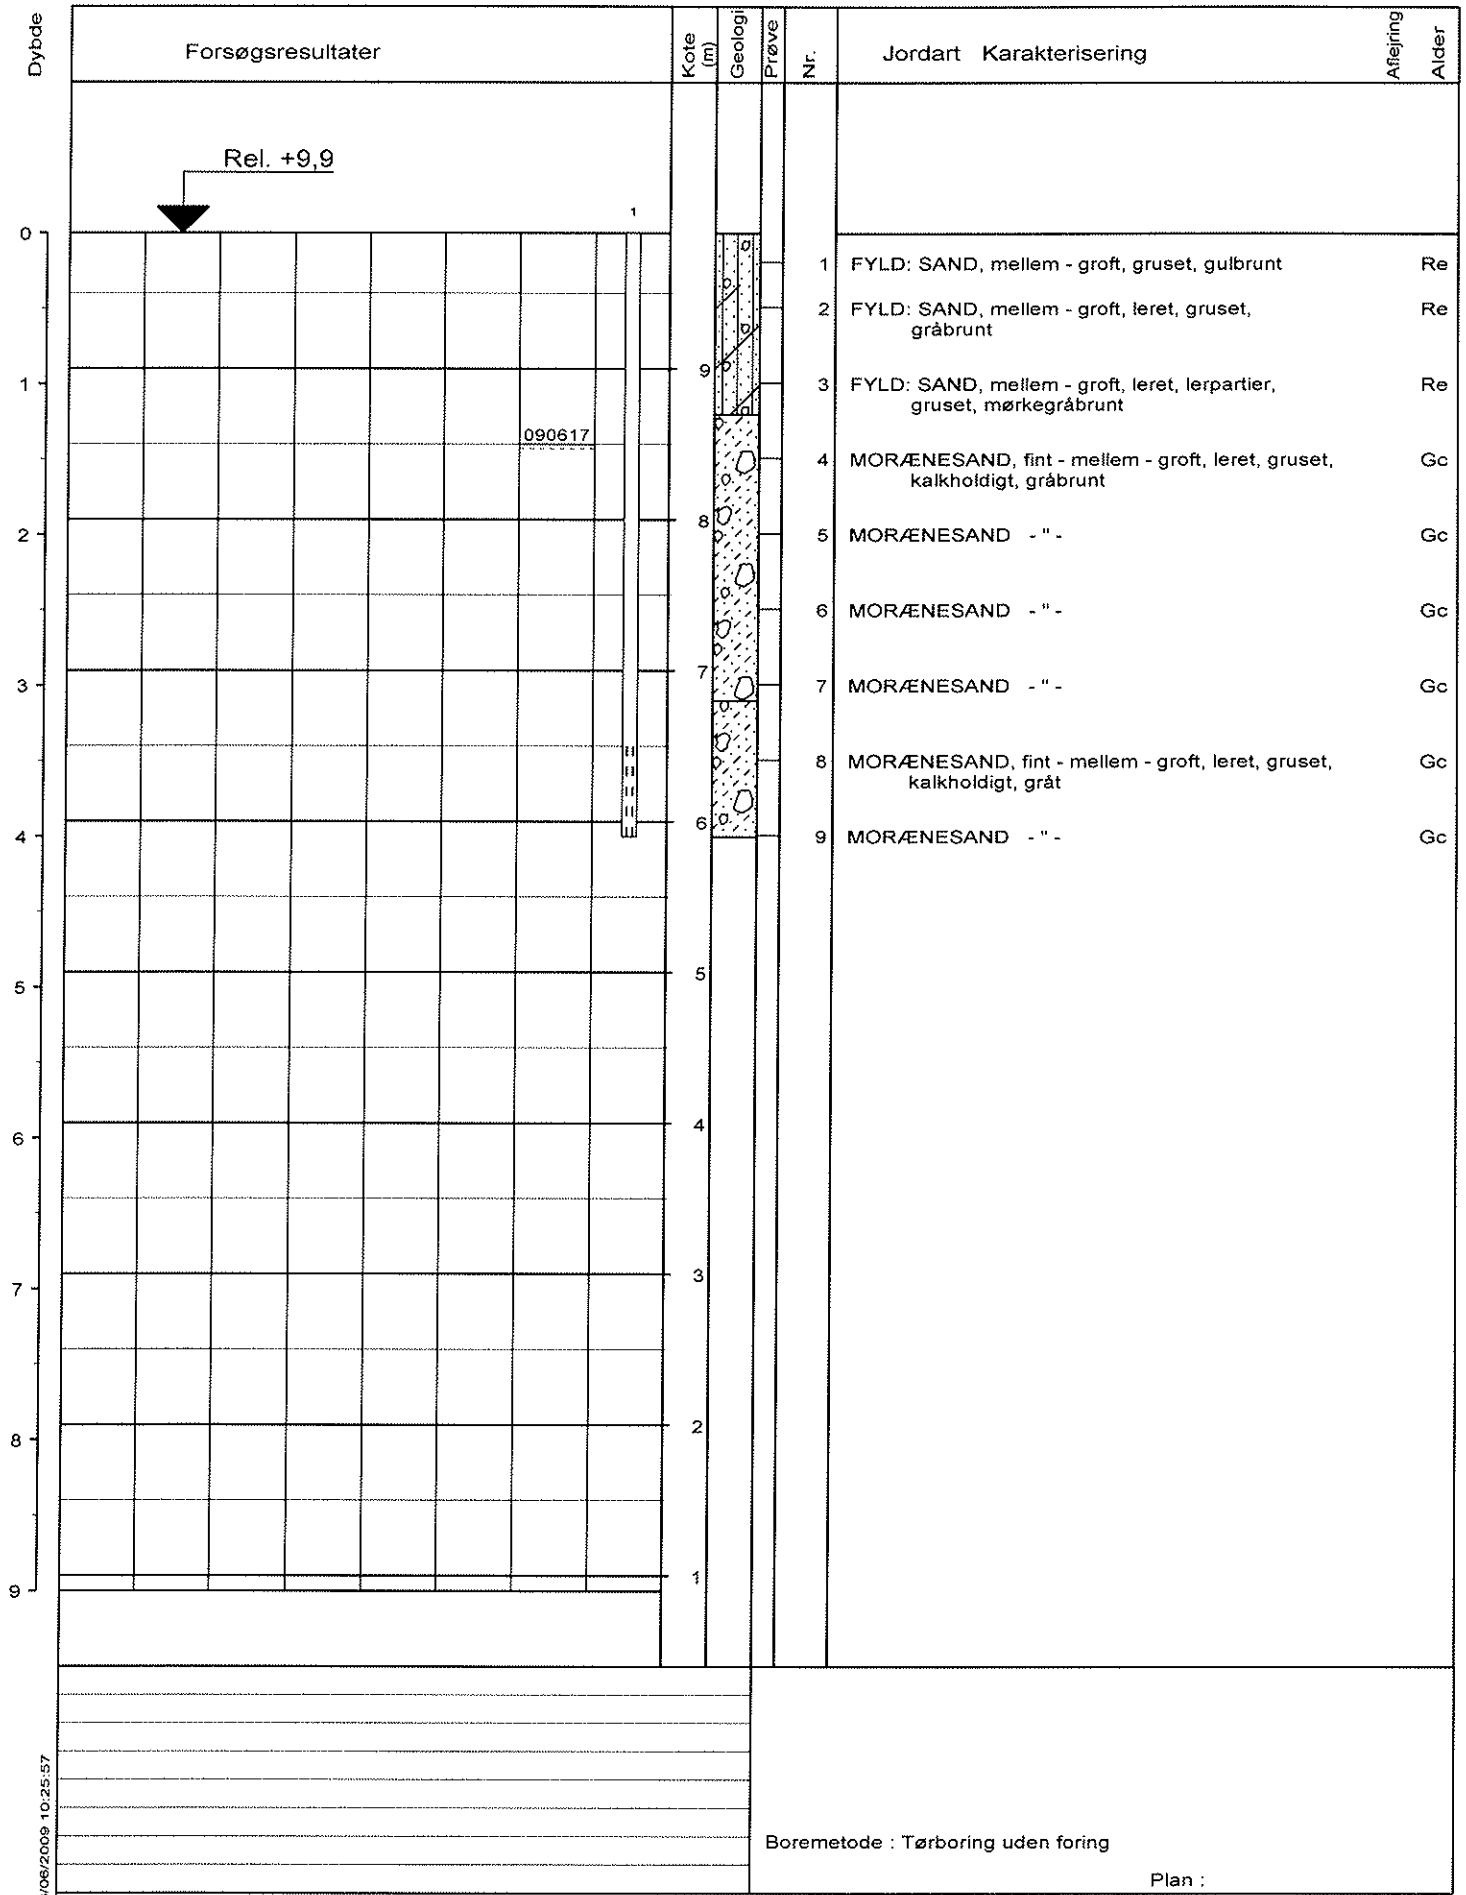 Dybde
Forsøgsresultater
Kote (m)
Geologi
Prøve
Nr.
Jordart Karakterisering
Aflejring
Alder
Rel. +9,9
1
0
1 FYLD: SAND, mellem - groft, gruset, gulbrunt Re
2 FYLD: SAND, mellem - groft, leret, gruset, Re
gråbrunt
9
1
3 FYLD: SAND, mellem - groft, leret, lerpartier, Re
gruset, mørkegråbrunt
090617
4 MORÆNESAND, fint - mellem - groft, leret, gruset, Gc
kalkholdigt, gråbrunt
8
2
5 MORÆNESAND - " - Gc
6 MORÆNESAND - " - Gc
7
3
7 MORÆNESAND - " - Gc
8 MORÆNESAND, fint - mellem - groft, leret, gruset, Gc
kalkholdigt, gråt
6
4
9 MORÆNESAND - " - Gc
5
5
4
6
3
7
2
8
1
9
/06/2009 10:25:57
Boremetode : Tørboring uden foring
Plan :